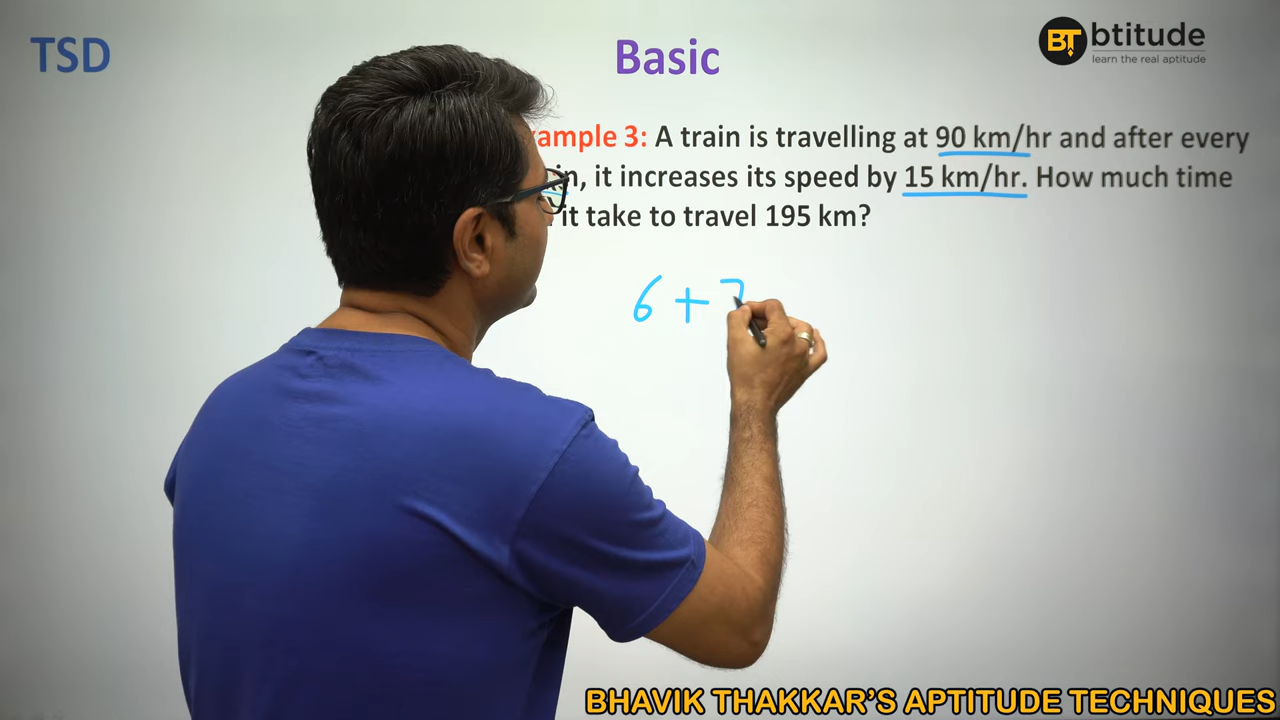 TSD
Basic
BT btitude
learn the real aptitude
ample 3: A train is travelling at 90 km/hr and after every
it increases its speed by 15 km/hr. How much time
it take to travel 195 km?
6 + 7
BHAVIK THAKKAR'S APTITUDE TECHNIQUES